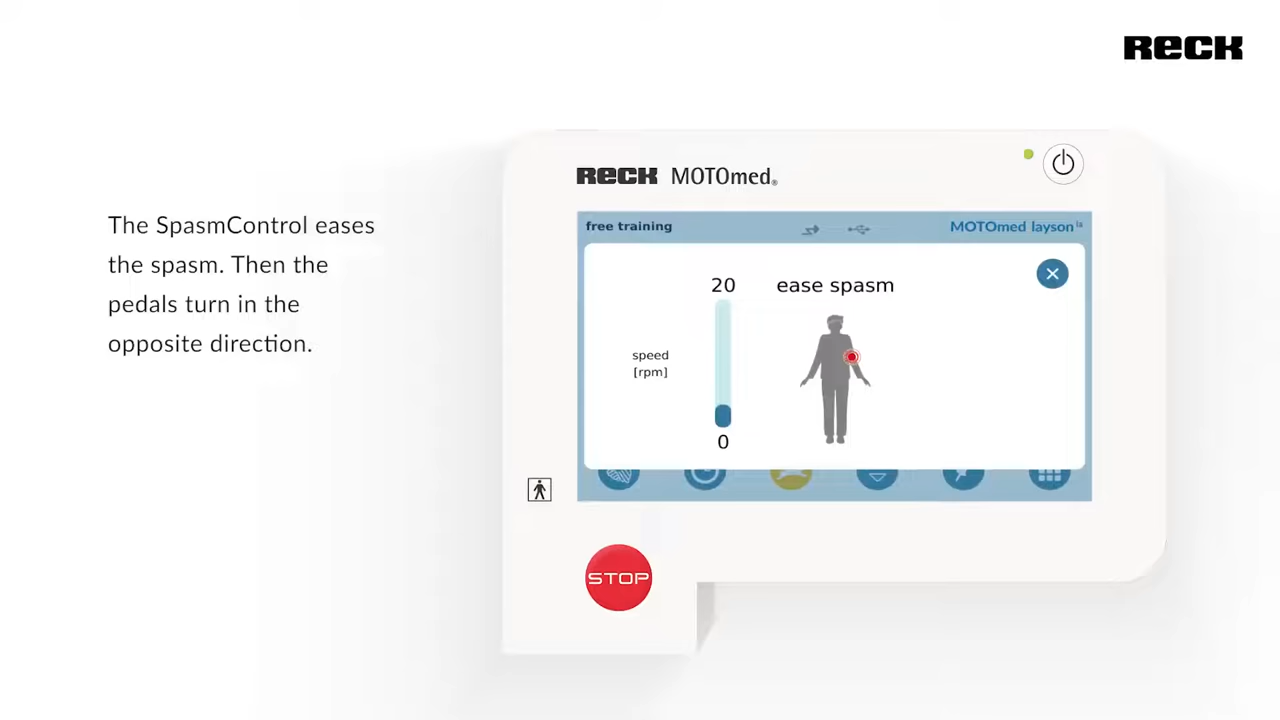 RECK
The SpasmControl eases
the spasm. Then the
pedals turn in the
opposite direction.
RECK MOTOmed®
free training
MOTOmed layson la
20
ease spasm
speed
[rpm]
0
STOP